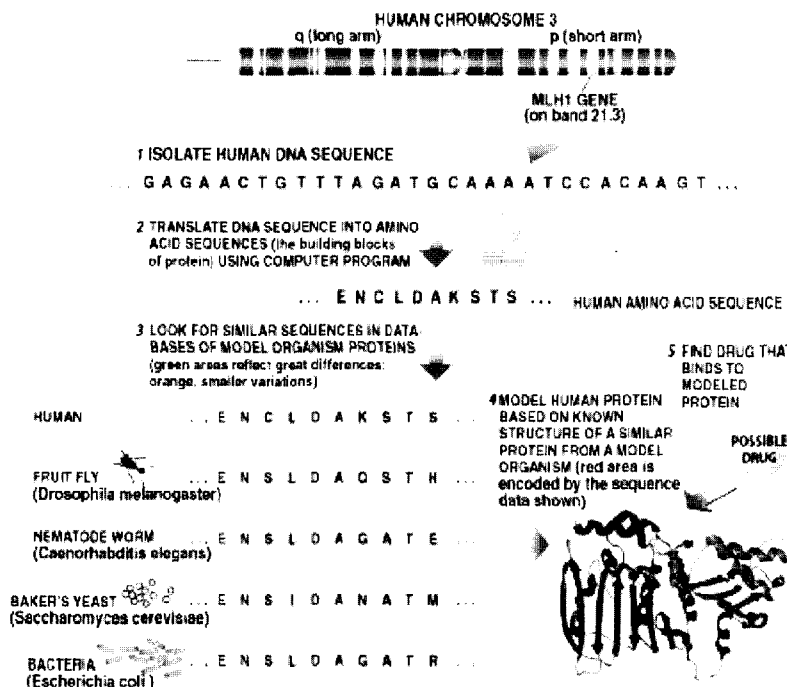 HUMAN CHROMOSOME 3
q (long arm)
p (short arm)
MLH1 GENE
(on band 21.3)
1 ISOLATE HUMAN DNA SEQUENCE
... G A G A A C T G T T T A G A T G C A A A A T C C A C A A G T ...
2 TRANSLATE DNA SEQUENCE INTO AMINO
ACID SEQUENCES (the building blocks
of protein) USING COMPUTER PROGRAM
... E N C L D A K S T S ...
HUMAN AMINO ACID SEQUENCE
3 LOOK FOR SIMILAR SEQUENCES IN DATA-
BASES OF MODEL ORGANISM PROTEINS
(green areas reflect great differences;
orange, smaller variations)
HUMAN
... E N C L D A K S T S ...
FRUIT FLY
(Drosophila melanogaster)
... E N S L D A Q S T H ...
NEMATODE WORM
(Caenorhabditis elegans)
... E N S L D A G A T E ...
BAKER'S YEAST
(Saccharomyces cerevisiae)
... E N S I D A N A T M ...
BACTERIA
(Escherichia coli)
... E N S L D A G A T R ...
4 MODEL HUMAN PROTEIN
BASED ON KNOWN
STRUCTURE OF A SIMILAR
PROTEIN FROM A MODEL
ORGANISM (red area is
encoded by the sequence
data shown)
5 FIND DRUG THAT
BINDS TO
MODELED
PROTEIN
POSSIBLE
DRUG